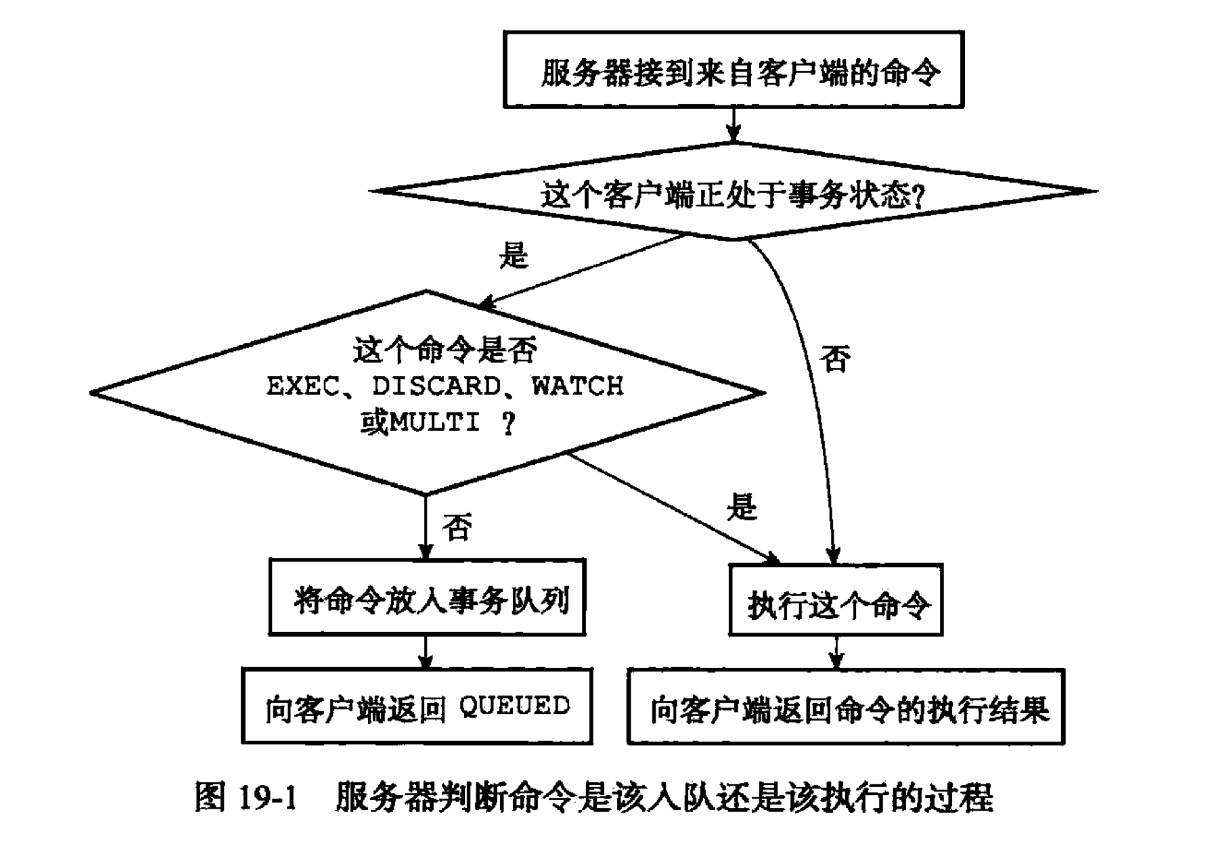 服务器接到来自客户端的命令
这个客户端正处于事务状态?
是
这个命令是否
EXEC、DISCARD、WATCH
或MULTI ?
否
是
否
将命令放入事务队列
执行这个命令
向客户端返回 QUEUED
向客户端返回命令的执行结果
图 19-1 服务器判断命令是该入队还是该执行的过程